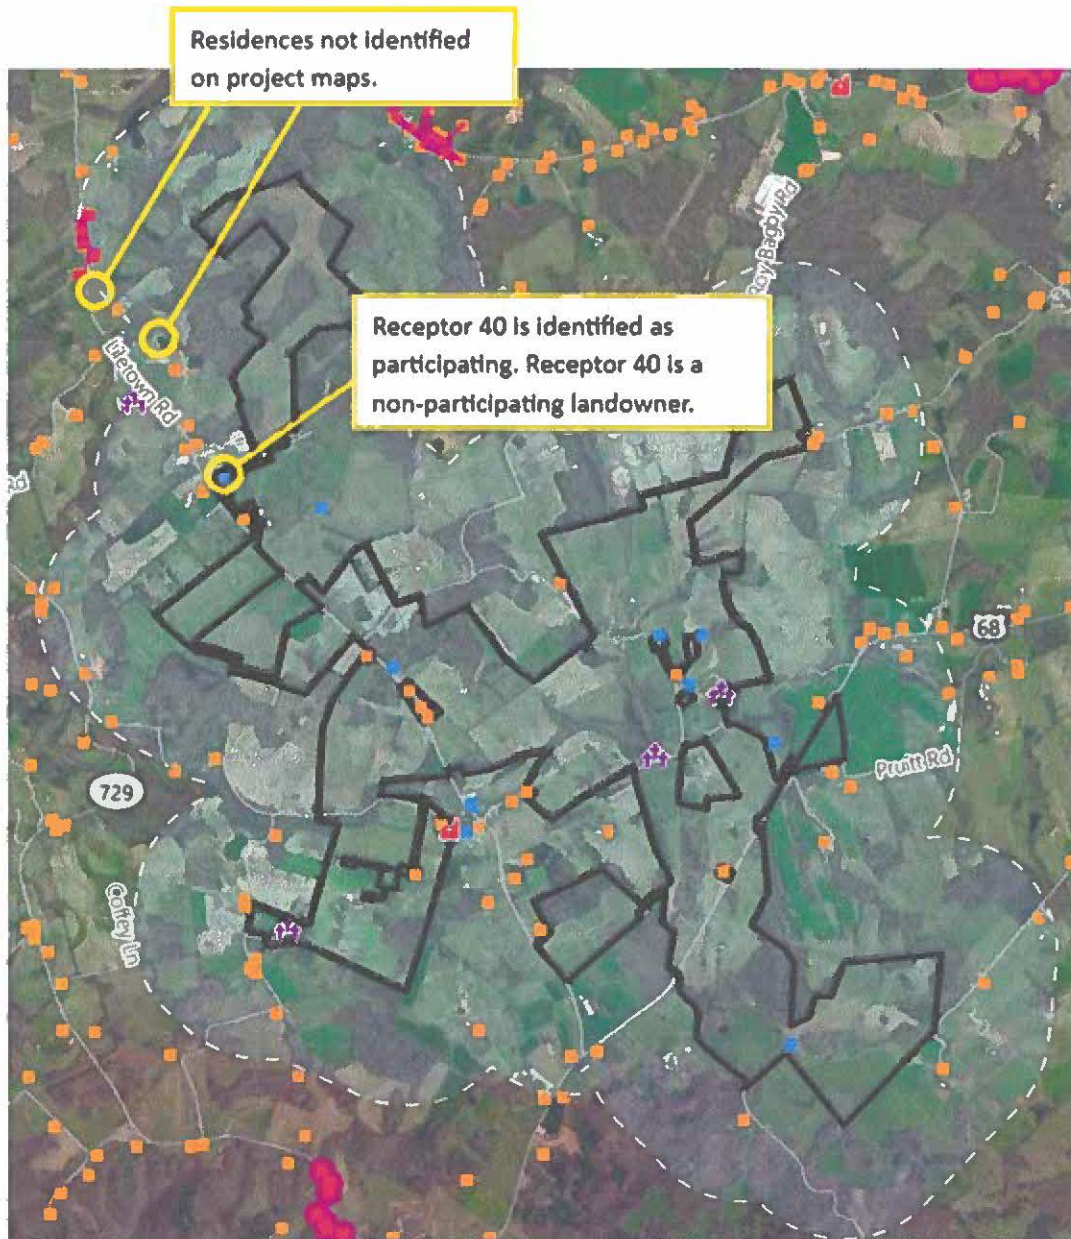 Residences not identified
on project maps.
Roy Bagby Rd
Receptor 40 is identified as
participating. Receptor 40 is a
non-participating landowner.
Liletown Rd
Rd
68
Pruitt Rd
729
Coffey Ln